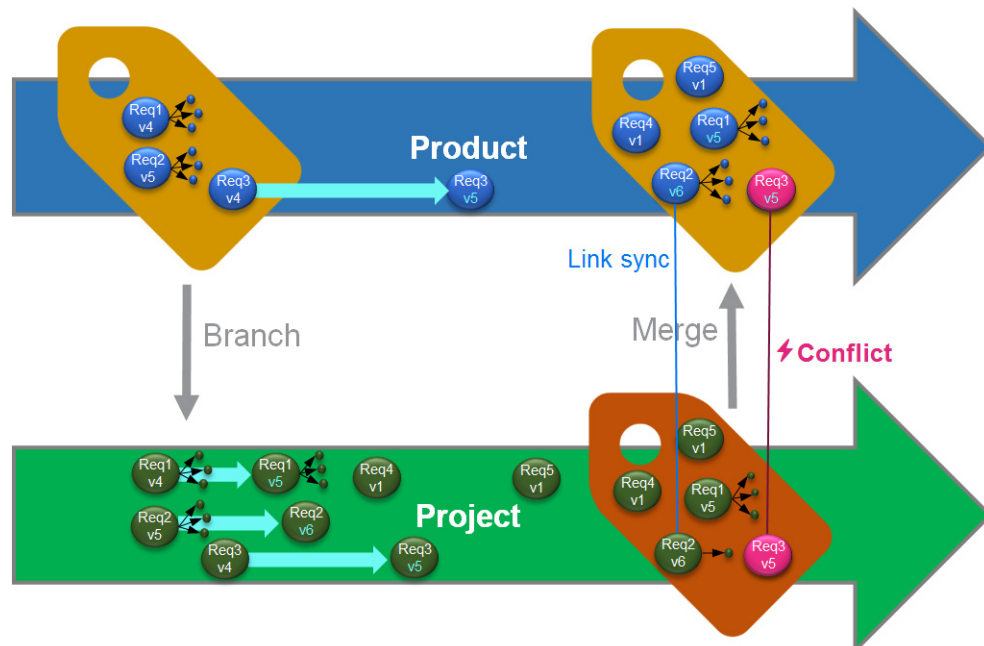 Req5
v1
Req1
v4
Req4
v1
Req1
v5
Product
Req2
v5
Req3
v4
Req3
v5
Req2
v6
Req3
v5
Link sync
Branch
Merge
Conflict
Req5
v1
Req1
v4
Req1
v5
Req4
v1
Req5
v1
Req4
v1
Req1
v5
Req2
v5
Req2
v6
Project
Req3
v4
Req3
v5
Req2
v6
Req3
v5